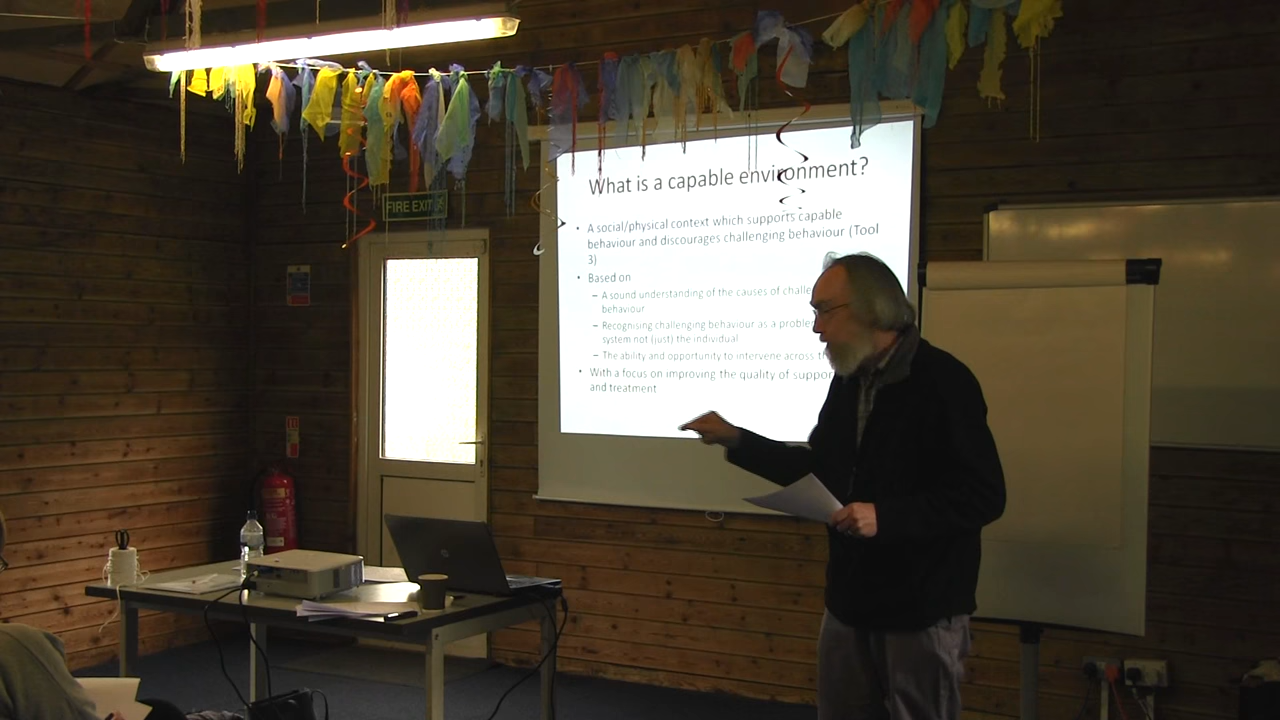 What is a capable environment?
FIRE EXIT
• A social/physical context which supports capable
behaviour and discourages challenging behaviour (Tool
3)
• Based on
– A sound understanding of the causes of
behaviour
– Recognising challenging behaviour as a
system not (just) the individual
– The ability and opportunity to intervene across
• With a focus on improving the quality of
and treatment